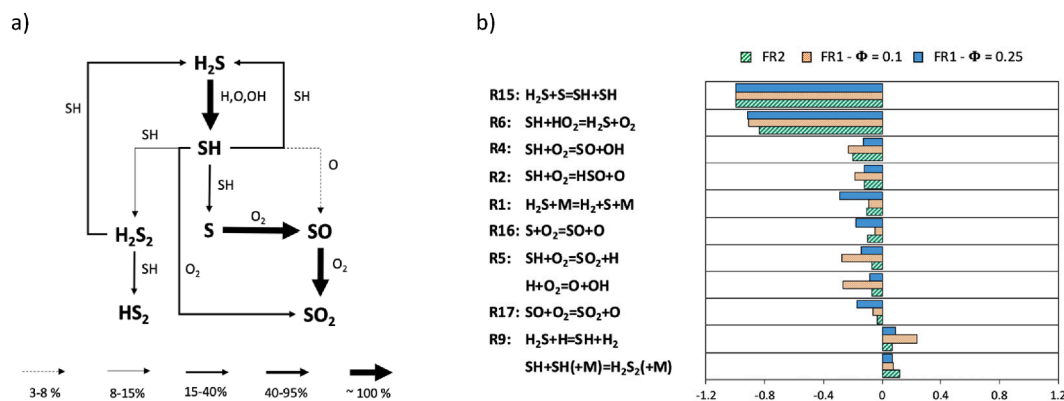 a)
H₂S
SH
H,O,OH
SH
SH
SH
O
SH
H₂S₂
S
O₂
SO
SH
O₂
O₂
HS₂
SO₂
3-8 %
8-15%
15-40%
40-95%
~ 100 %
b)
FR2 FR1 - Φ = 0.1 FR1 - Φ = 0.25
R15: H₂S+S=SH+SH
R6: SH+HO₂=H₂S+O₂
R4: SH+O₂=SO+OH
R2: SH+O₂=HSO+O
R1: H₂S+M=H₂+S+M
R16: S+O₂=SO+O
R5: SH+O₂=SO₂+H
H+O₂=O+OH
R17: SO+O₂=SO₂+O
R9: H₂S+H=SH+H₂
SH+SH(+M)=H₂S₂(+M)
-1.2 -0.8 -0.4 0 0.4 0.8 1.2